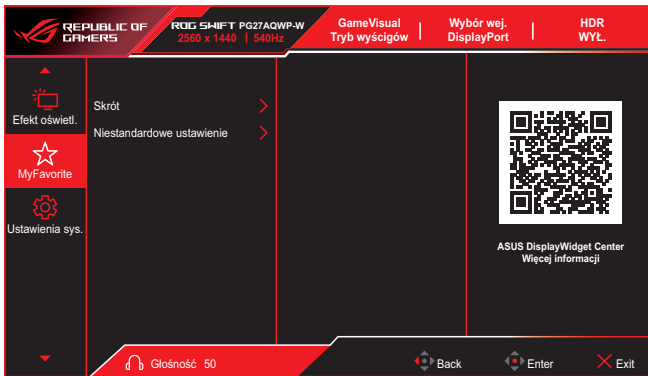 REPUBLIC OF
GAMERS
ROG SWIFT PG27AQWP-W
2560 x 1440 | 540Hz
GameVisual
Tryb wyścigów
Wybór wej.
DisplayPort
HDR
WYŁ.
Efekt oświetl.
MyFavorite
Ustawienia sys.
Skrót
Niestandardowe ustawienie
ASUS DisplayWidget Center
Więcej informacji
Głośność 50
Back
Enter
Exit